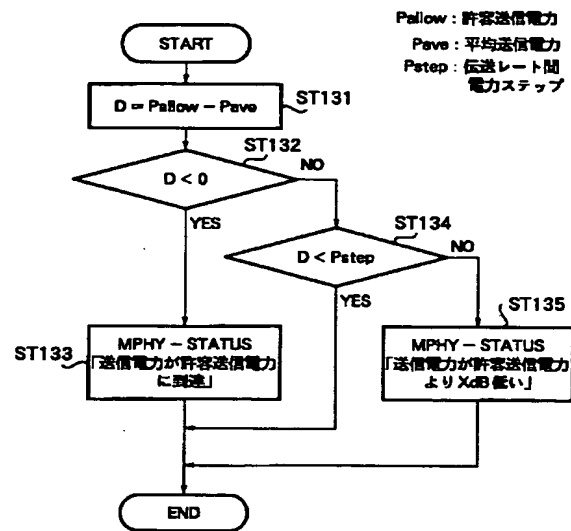 Pallow：許容送信電力
Pave：平均送信電力
Pstep：伝送レート間
電力ステップ
START
D = Pallow − Pave
ST131
D < 0
ST132
NO
YES
D < Pstep
ST134
NO
YES
ST133
MPHY − STATUS
「送信電力が許容送信電力
に到達」
ST135
MPHY − STATUS
「送信電力が許容送信電力
よりXdB低い」
END